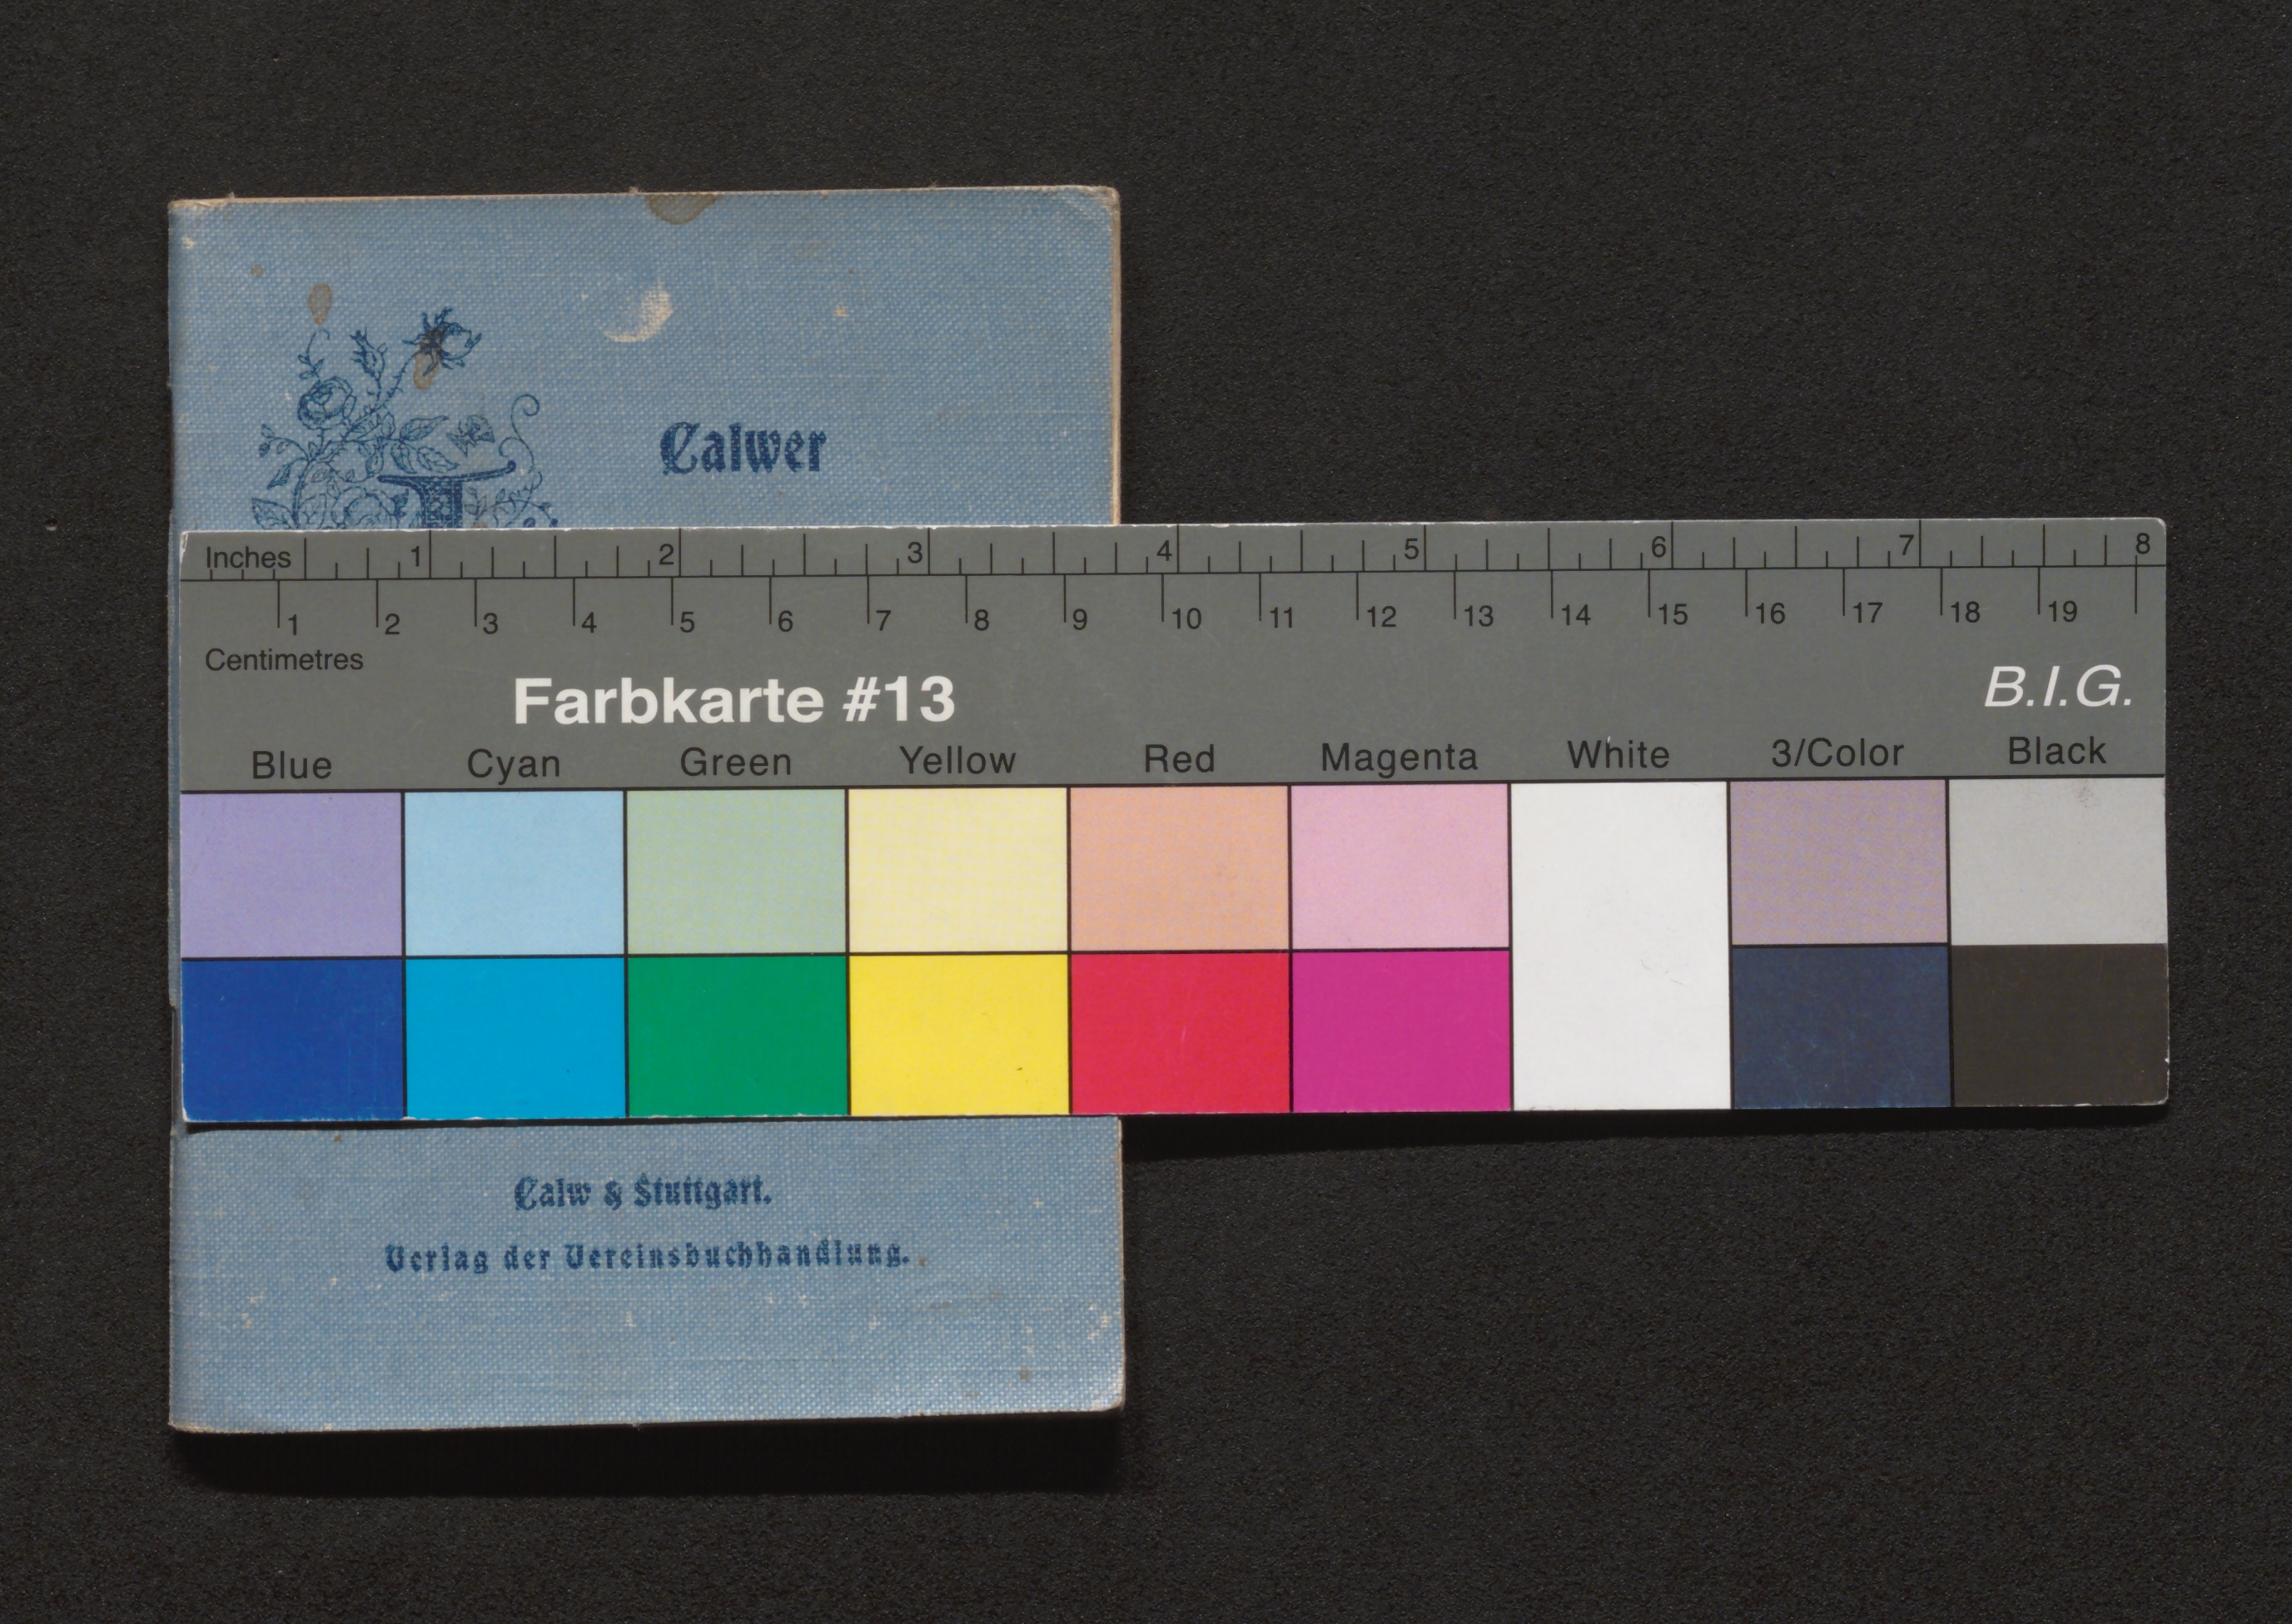 Calwer
Inches 1 2 3 4 5 6 7 8
1 2 3 4 5 6 7 8 9 10 11 12 13 14 15 16 17 18 19
Centimetres
Farbkarte #13
B.I.G.
Blue Cyan Green Yellow Red Magenta White 3/Color Black
Calw & Stuttgart.
Verlag der Vereinsbuchhandlung.